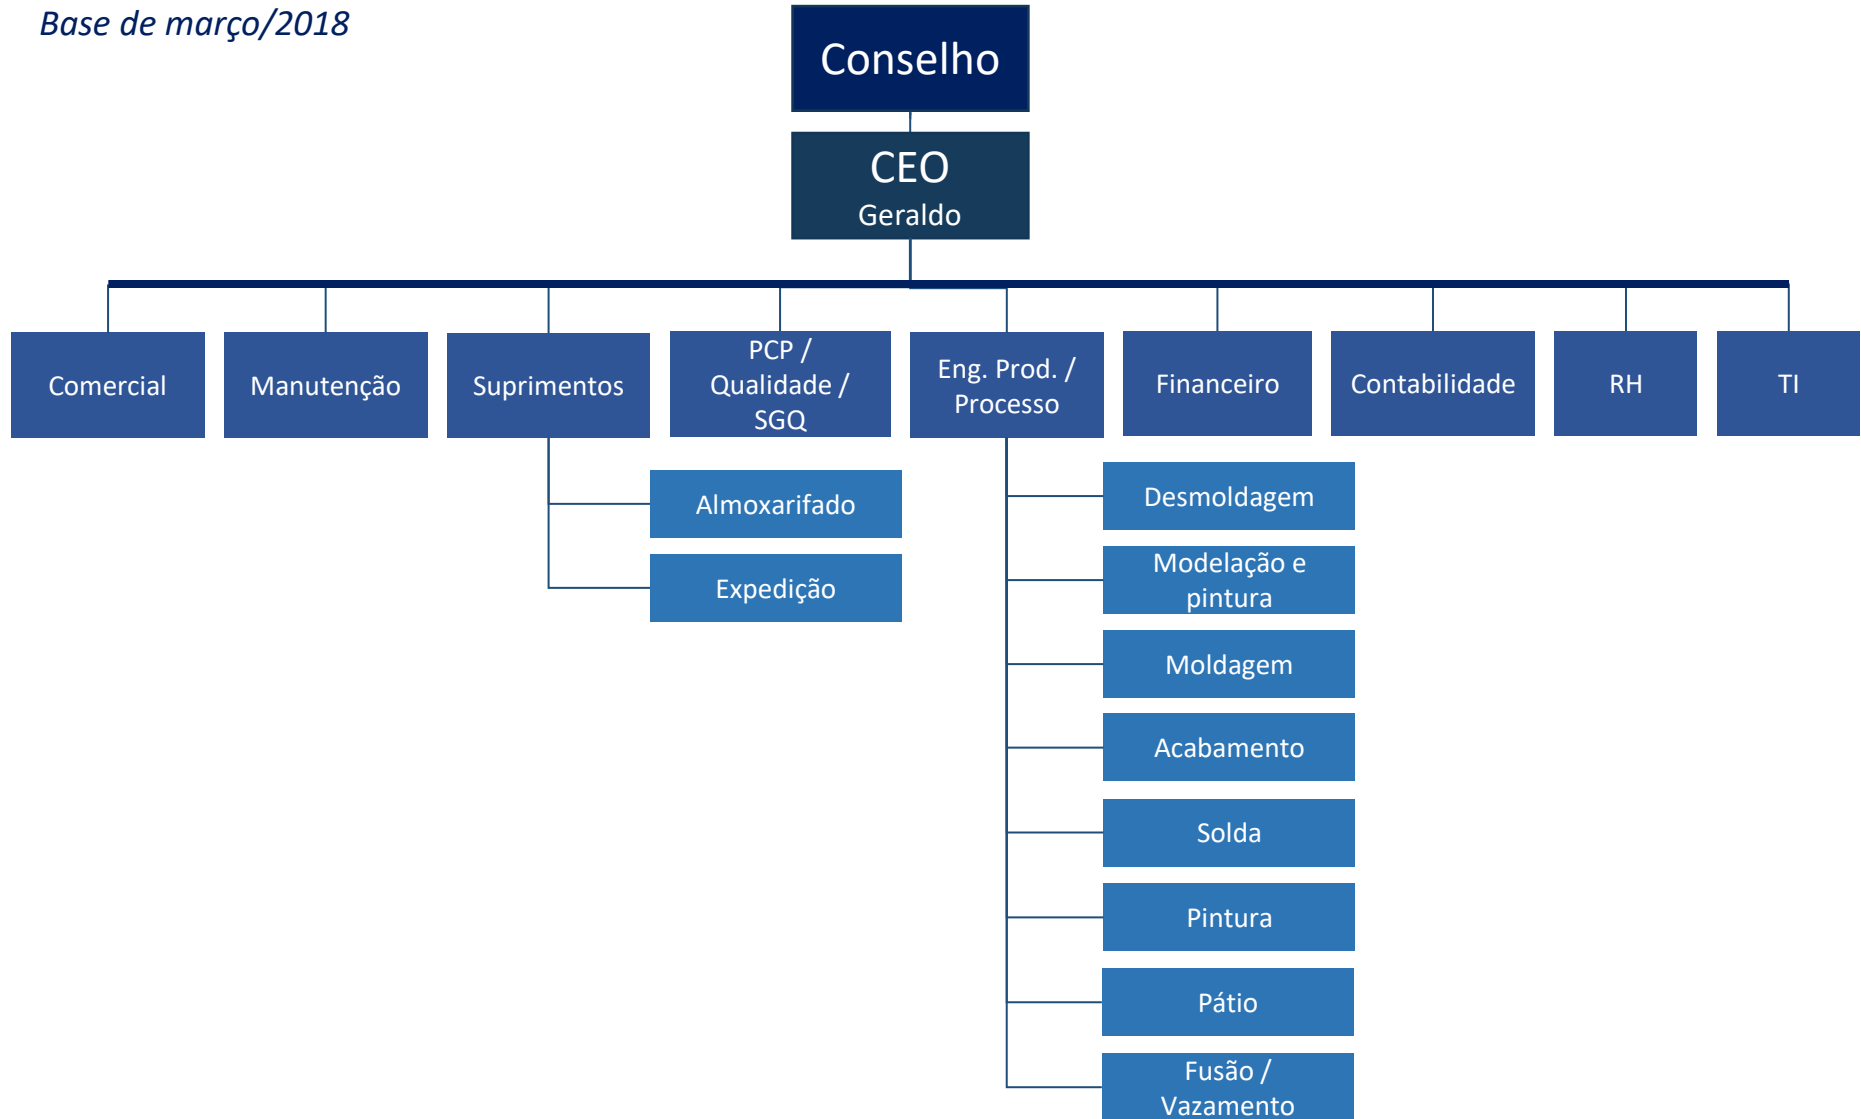 Base de março/2018
Conselho
CEO
Geraldo
Comercial
Manutenção
Suprimentos
PCP /
Qualidade /
SGQ
Eng. Prod. /
Processo
Financeiro
Contabilidade
RH
TI
Almoxarifado
Expedição
Desmoldagem
Modelação e
pintura
Moldagem
Acabamento
Solda
Pintura
Pátio
Fusão /
Vazamento